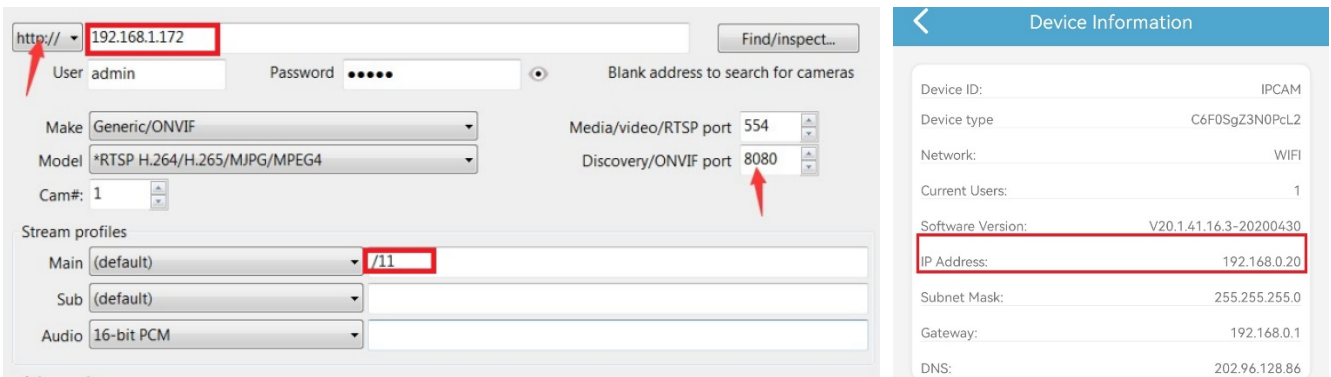 http:// 192.168.1.172 Find/inspect...
User admin Password ●●●●● Blank address to search for cameras
Make Generic/ONVIF Media/video/RTSP port 554
Model *RTSP H.264/H.265/MJPG/MPEG4 Discovery/ONVIF port 8080
Cam#: 1
Stream profiles
Main (default) /11
Sub (default)
Audio 16-bit PCM
Device Information
Device ID: IPCAM
Device type C6F0SgZ3N0PcL2
Network: WIFI
Current Users: 1
Software Version: V20.1.41.16.3-20200430
IP Address: 192.168.0.20
Subnet Mask: 255.255.255.0
Gateway: 192.168.0.1
DNS: 202.96.128.86